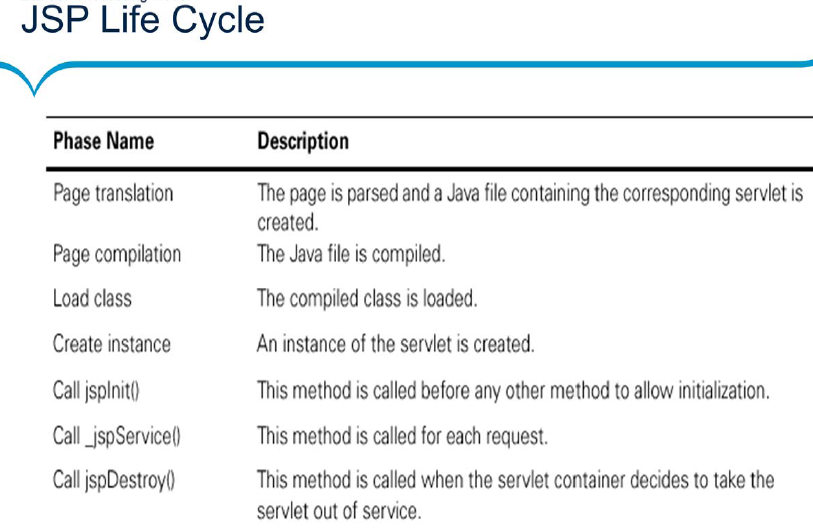 JSP Life Cycle
Phase Name Description
Page translation The page is parsed and a Java file containing the corresponding servlet is
created.
Page compilation The Java file is compiled.
Load class The compiled class is loaded.
Create instance An instance of the servlet is created.
Call jspInit() This method is called before any other method to allow initialization.
Call _jspService() This method is called for each request.
Call jspDestroy() This method is called when the servlet container decides to take the
servlet out of service.